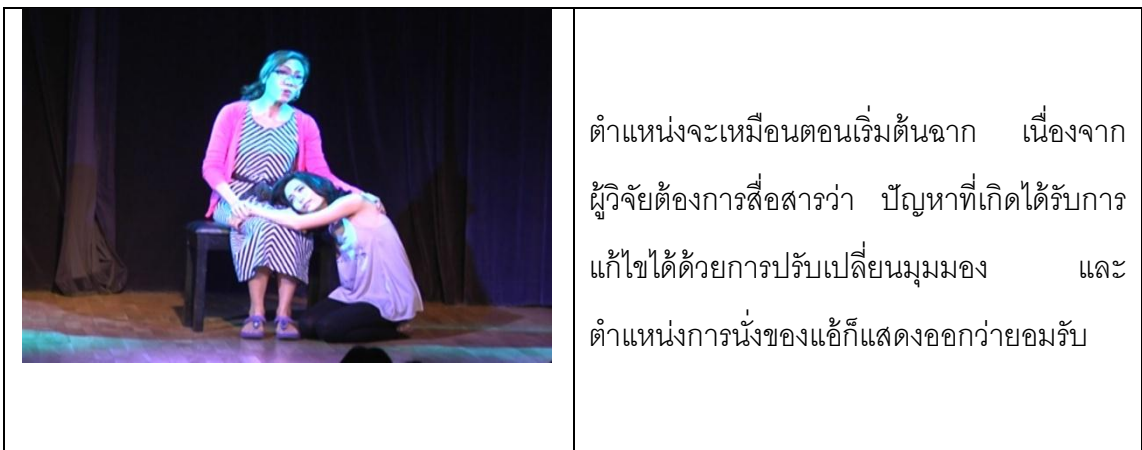 ตำแหน่งจะเหมือนตอนเริ่มต้นฉาก เนื่องจาก
ผู้วิจัยต้องการสื่อสารว่า ปัญหาที่เกิดได้รับการ
แก้ไขได้ด้วยการปรับเปลี่ยนมุมมอง และ
ตำแหน่งการนั่งของแอ้ก็แสดงออกว่ายอมรับ